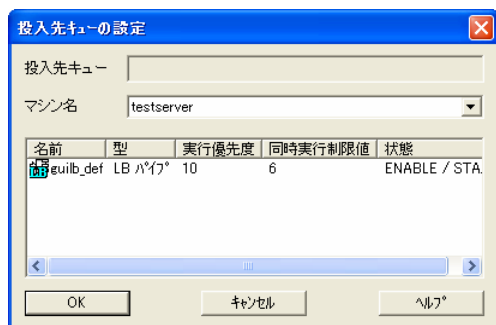 投入先キューの設定
投入先キュー
マシン名 testserver
名前 型 実行優先度 同時実行制限値 状態
guilb_def LB パイプ 10 6 ENABLE / STA.
OK キャンセル ヘルプ